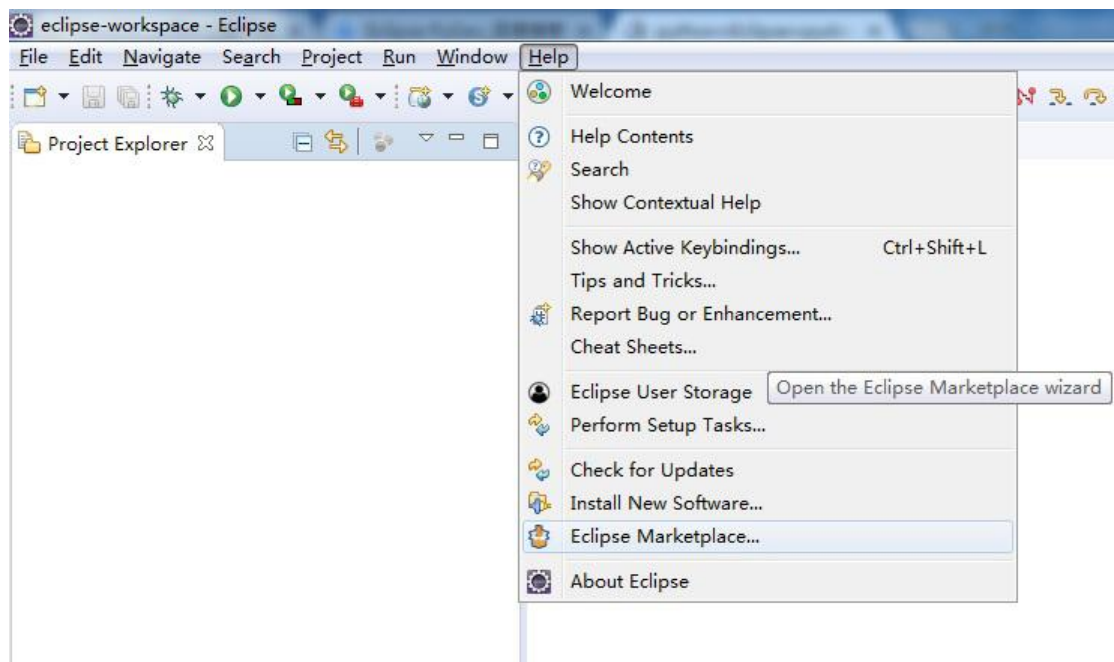 eclipse-workspace - Eclipse
File Edit Navigate Search Project Run Window Help
Project Explorer
Welcome
Help Contents
Search
Show Contextual Help
Show Active Keybindings... Ctrl+Shift+L
Tips and Tricks...
Report Bug or Enhancement...
Cheat Sheets...
Eclipse User Storage
Open the Eclipse Marketplace wizard
Perform Setup Tasks...
Check for Updates
Install New Software...
Eclipse Marketplace...
About Eclipse